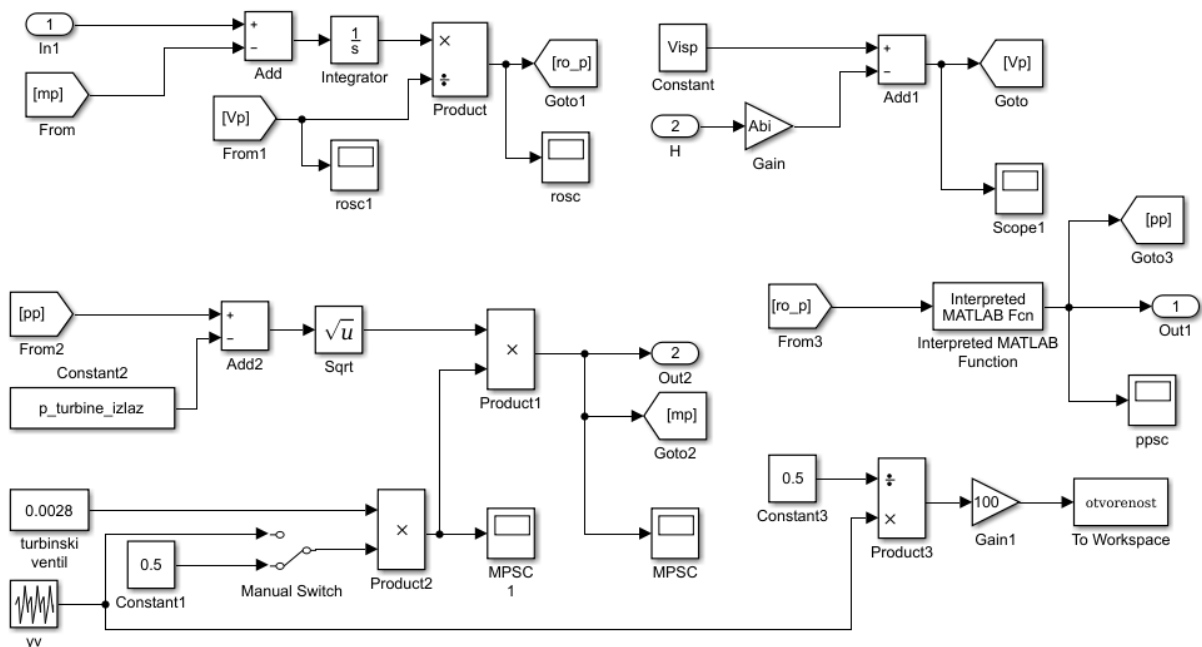 1
In1
[mp]
From
+
−
Add
1
s
Integrator
[Vp]
From1
rosc1
×
÷
Product
[ro_p]
Goto1
rosc
Visp
Constant
2
H
Abi
Gain
+
−
Add1
[Vp]
Goto
Scope1
[pp]
Goto3
[pp]
From2
Constant2
p_turbine_izlaz
+
−
Add2
√u
Sqrt
×
Product1
2
Out2
[mp]
Goto2
MPSC
[ro_p]
From3
Interpreted
MATLAB Fcn
Interpreted MATLAB
Function
1
Out1
ppsc
0.0028
turbinski
ventil
0.5
Constant1
Manual Switch
×
Product2
MPSC
1
yv
0.5
Constant3
÷
×
Product3
100
Gain1
otvorenost
To Workspace